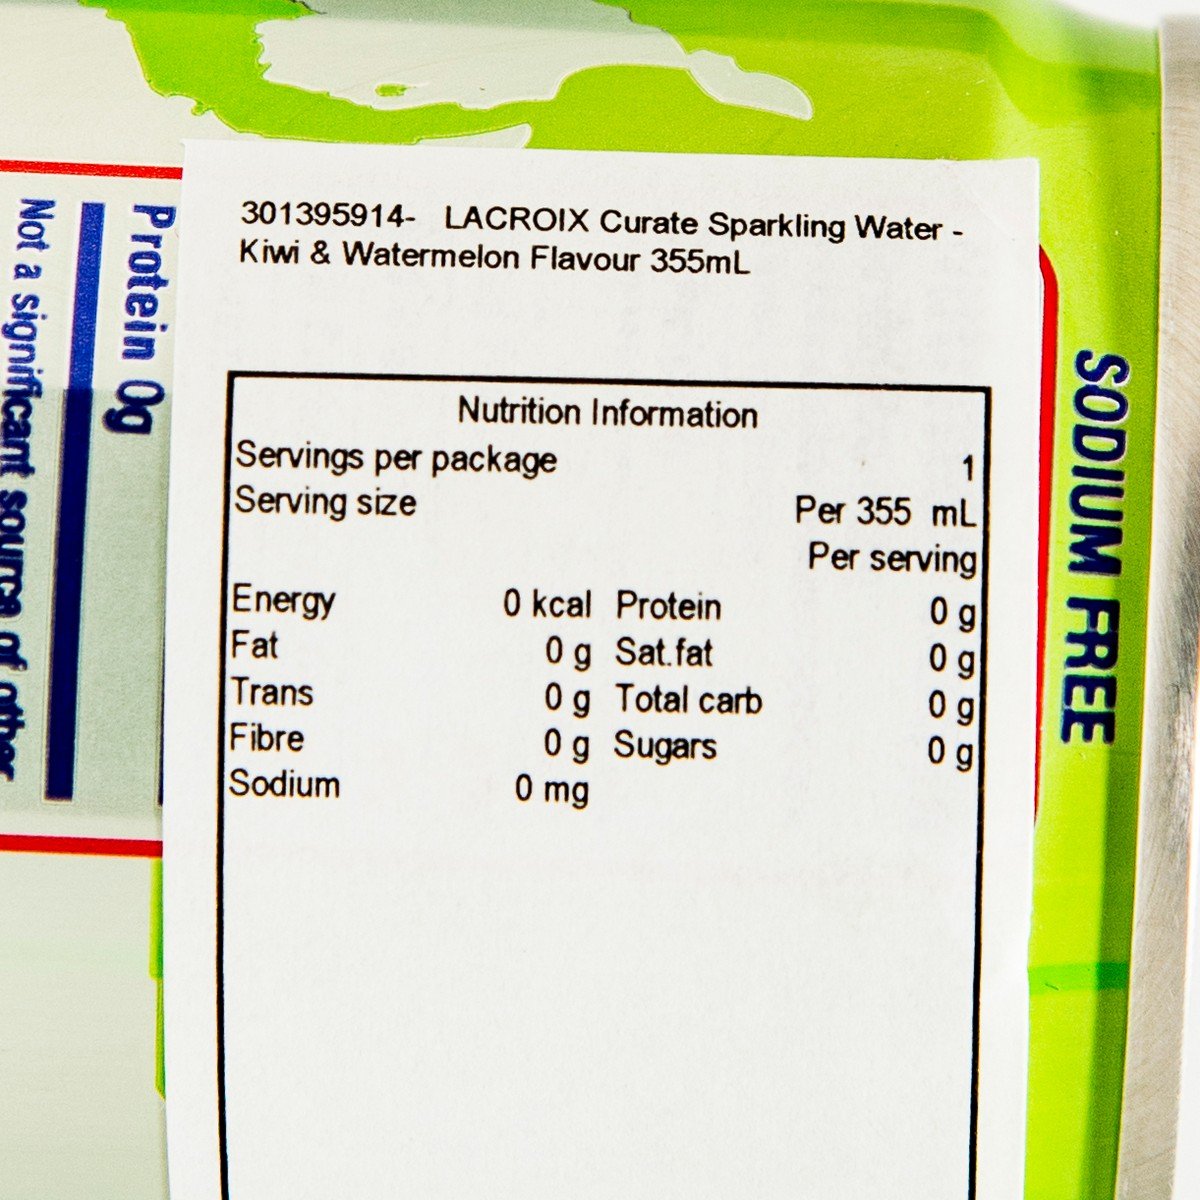 301395914- LACROIX Curate Sparkling Water -
Kiwi & Watermelon Flavour 355mL
Nutrition Information
Servings per package 1
Serving size Per 355 mL
Per serving
Energy 0 kcal Protein 0 g
Fat 0 g Sat.fat 0 g
Trans 0 g Total carb 0 g
Fibre 0 g Sugars 0 g
Sodium 0 mg
Protein 0g
Not a significant source of other
SODIUM FREE